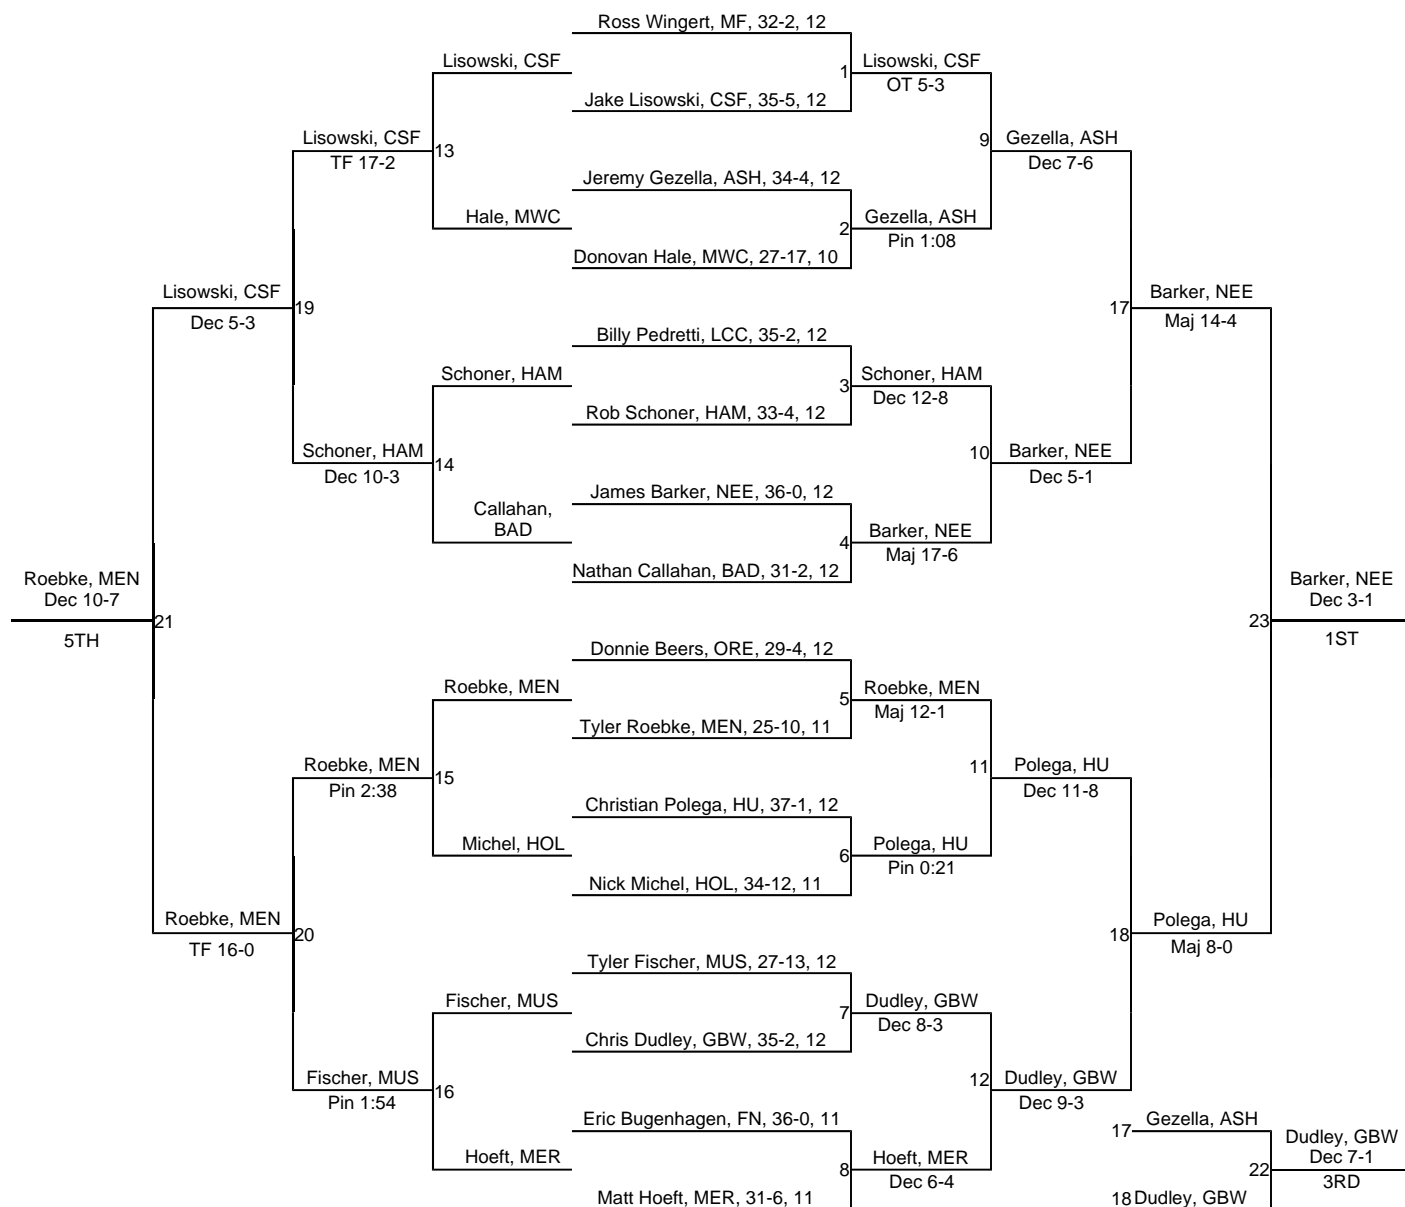 Ross Wingert, MF, 32-2, 12
Lisowski, CSF
1
Lisowski, CSF
OT 5-3
Jake Lisowski, CSF, 35-5, 12
Lisowski, CSF
TF 17-2
13
9
Gezella, ASH
Dec 7-6
Jeremy Gezella, ASH, 34-4, 12
Hale, MWC
2
Gezella, ASH
Pin 1:08
Donovan Hale, MWC, 27-17, 10
Lisowski, CSF
Dec 5-3
19
17
Barker, NEE
Maj 14-4
Billy Pedretti, LCC, 35-2, 12
Schoner, HAM
3
Schoner, HAM
Dec 12-8
Rob Schoner, HAM, 33-4, 12
Schoner, HAM
Dec 10-3
14
10
Barker, NEE
Dec 5-1
James Barker, NEE, 36-0, 12
Callahan,
BAD
4
Barker, NEE
Maj 17-6
Nathan Callahan, BAD, 31-2, 12
Roebke, MEN
Dec 10-7
5TH
21
23
Barker, NEE
Dec 3-1
1ST
Donnie Beers, ORE, 29-4, 12
Roebke, MEN
5
Roebke, MEN
Maj 12-1
Tyler Roebke, MEN, 25-10, 11
Roebke, MEN
Pin 2:38
15
11
Polega, HU
Dec 11-8
Christian Polega, HU, 37-1, 12
Michel, HOL
6
Polega, HU
Pin 0:21
Nick Michel, HOL, 34-12, 11
Roebke, MEN
TF 16-0
20
18
Polega, HU
Maj 8-0
Tyler Fischer, MUS, 27-13, 12
Fischer, MUS
7
Dudley, GBW
Dec 8-3
Chris Dudley, GBW, 35-2, 12
Fischer, MUS
Pin 1:54
16
12
Dudley, GBW
Dec 9-3
Eric Bugenhagen, FN, 36-0, 11
Hoeft, MER
8
Hoeft, MER
Dec 6-4
Matt Hoeft, MER, 31-6, 11
17
Gezella, ASH
22
Dudley, GBW
Dec 7-1
3RD
18 Dudley, GBW